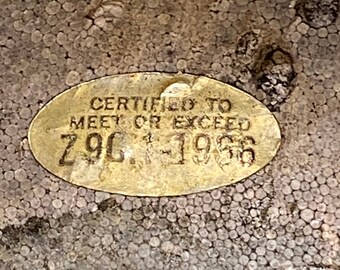 CERTIFIED TO
MEET OR EXCEED
Z90.1-1966